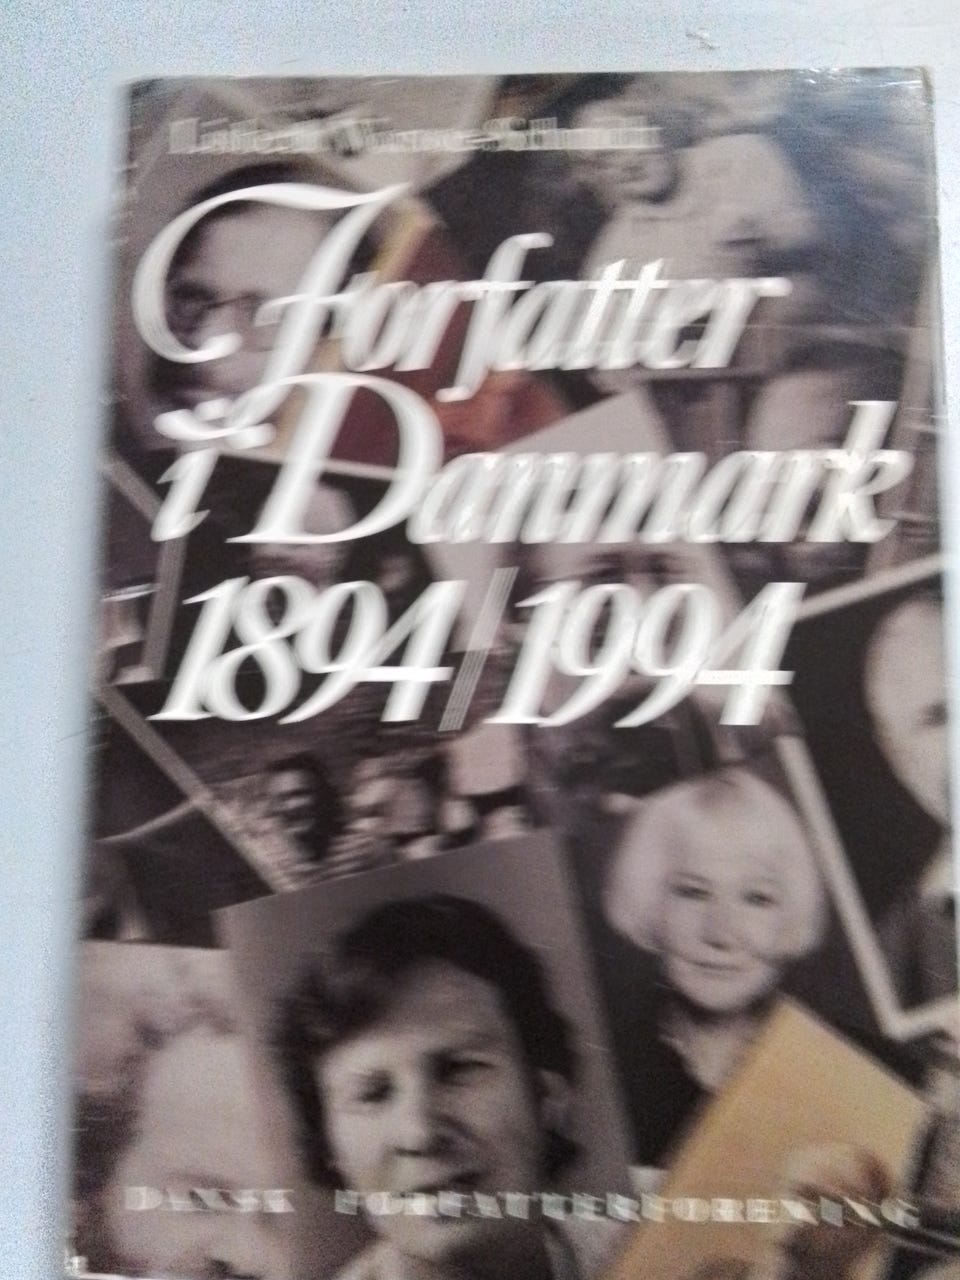 Forfatter
i Danmark
1894/1994
DANSK FORFATTERFORENING